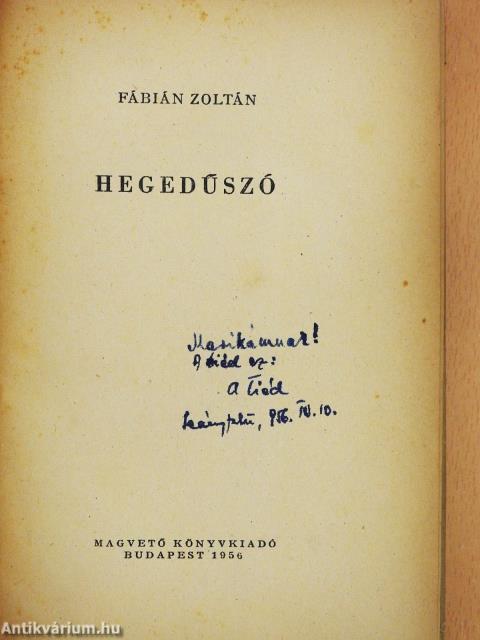 FÁBIÁN ZOLTÁN
HEGEDŰSZÓ
Marikámnak!
A tiéd ez:
A Tiéd
956. IV. 10.
MAGVETŐ KÖNYVKIADÓ
BUDAPEST 1956
Antikvárium.hu